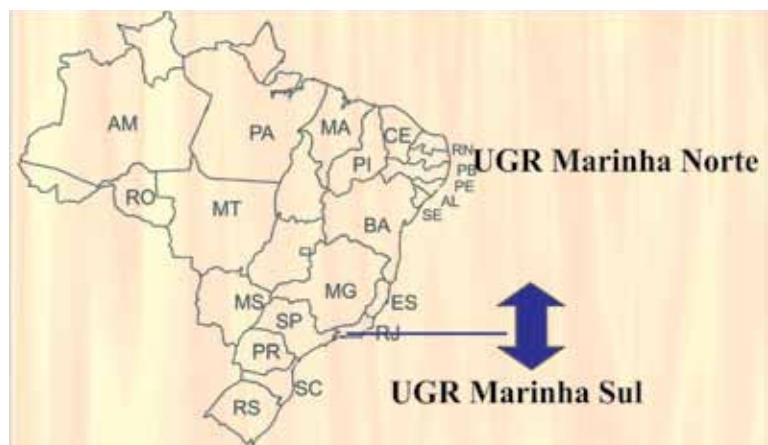 AM
PA
MA
CE
RN
PI
UGR Marinha Norte
PB
PE
RO
AL
MT
SE
BA
MG
MS
ES
SP
RJ
PR
UGR Marinha Sul
SC
RS